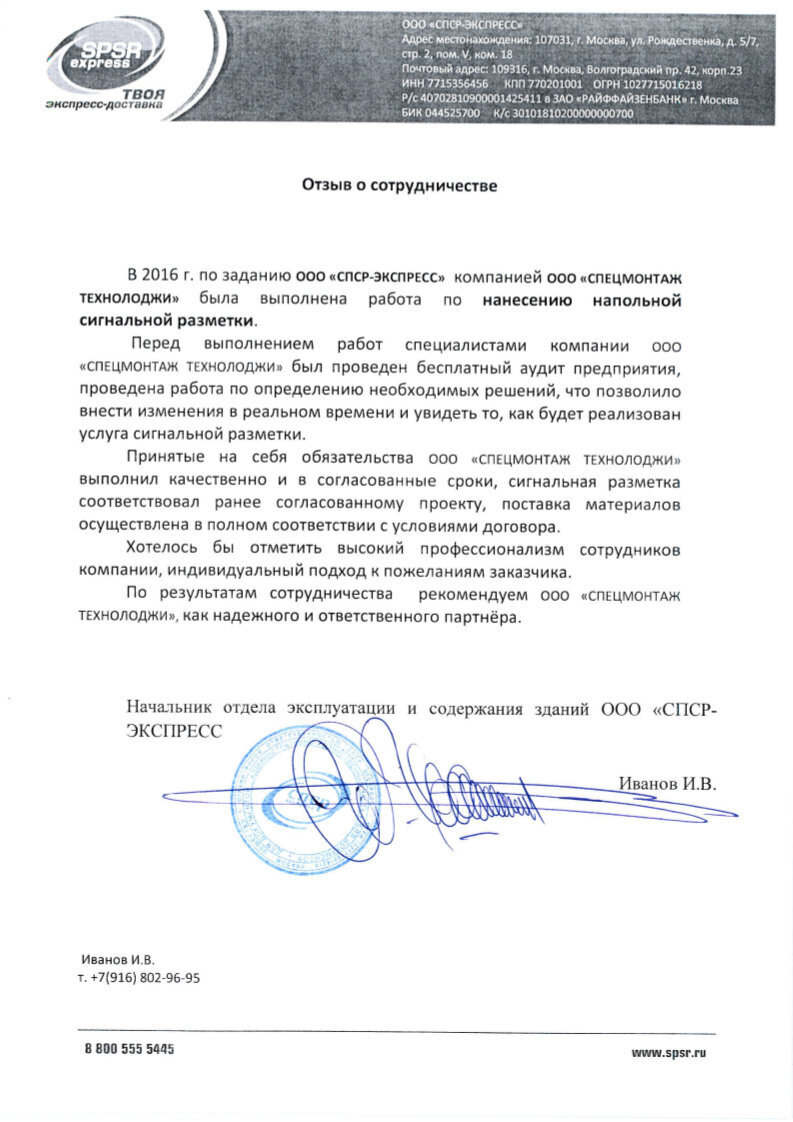 SPSR
express
ТВОЯ
экспресс-доставка
ООО «СПСР-ЭКСПРЕСС»
Адрес местонахождения: 107031, г. Москва, ул. Рождественка, д. 5/7,
стр. 2, пом. V, ком. 18
Почтовый адрес: 109316, г. Москва, Волгоградский пр. 42, корп.23
ИНН 7715356456 КПП 770201001 ОГРН 1027715016218
Р/с 40702810900001425411 в ЗАО «РАЙФФАЙЗЕНБАНК» г. Москва
БИК 044525700 К/с 30101810200000000700
Отзыв о сотрудничестве
В 2016 г. по заданию ООО «СПСР-ЭКСПРЕСС» компанией ООО «СПЕЦМОНТАЖ
ТЕХНОЛОДЖИ» была выполнена работа по нанесению напольной
сигнальной разметки.
Перед выполнением работ специалистами компании ООО
«СПЕЦМОНТАЖ ТЕХНОЛОДЖИ» был проведен бесплатный аудит предприятия,
проведена работа по определению необходимых решений, что позволило
внести изменения в реальном времени и увидеть то, как будет реализован
услуга сигнальной разметки.
Принятые на себя обязательства ООО «СПЕЦМОНТАЖ ТЕХНОЛОДЖИ»
выполнил качественно и в согласованные сроки, сигнальная разметка
соответствовал ранее согласованному проекту, поставка материалов
осуществлена в полном соответствии с условиями договора.
Хотелось бы отметить высокий профессионализм сотрудников
компании, индивидуальный подход к пожеланиям заказчика.
По результатам сотрудничества рекомендуем ООО «СПЕЦМОНТАЖ
ТЕХНОЛОДЖИ», как надежного и ответственного партнёра.
Начальник отдела эксплуатации и содержания зданий ООО «СПСР-
ЭКСПРЕСС
Иванов И.В.
SPSR
Иванов И.В.
т. +7(916) 802-96-95
8 800 555 5445
www.spsr.ru